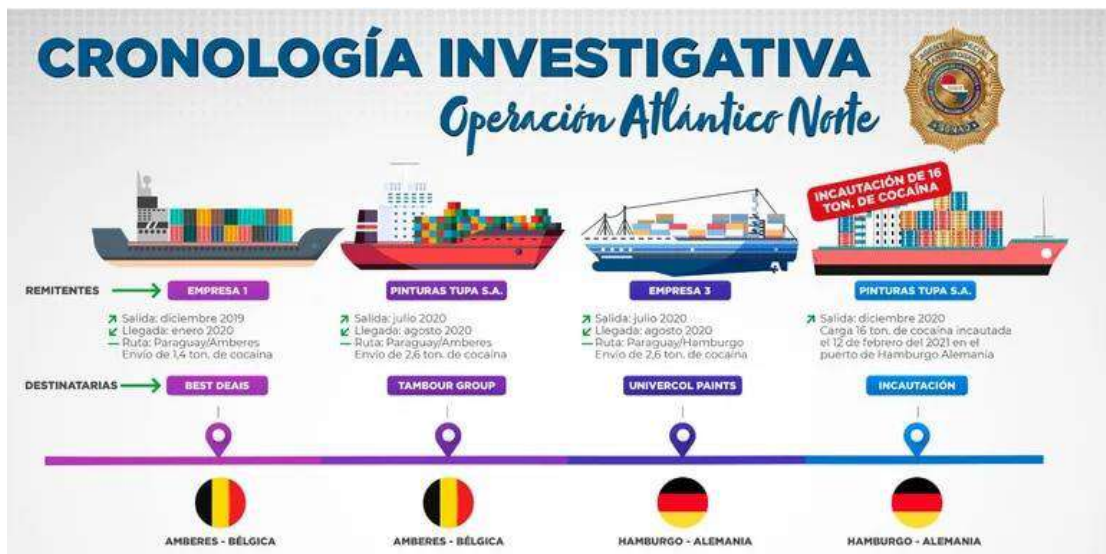 CRONOLOGÍA INVESTIGATIVA
Operación Atlántico Norte
AGENTE ESPECIAL
SENAD
INCAUTACIÓN DE 16
TON. DE COCAÍNA
REMITENTES
EMPRESA 1
PINTURAS TUPA S.A.
EMPRESA 3
PINTURAS TUPA S.A.
Salida: diciembre 2019
Llegada: enero 2020
Ruta: Paraguay/Amberes
Envío de 1,4 ton. de cocaína
Salida: julio 2020
Llegada: agosto 2020
Ruta: Paraguay/Amberes
Envío de 2,6 ton. de cocaína
Salida: julio 2020
Llegada: agosto 2020
Ruta: Paraguay/Hamburgo
Envío de 2,6 ton. de cocaína
Salida: diciembre 2020
Carga 16 ton. de cocaína incautada
el 12 de febrero del 2021 en el
puerto de Hamburgo Alemania
DESTINATARIAS
BEST DEAIS
TAMBOUR GROUP
UNIVERCOL PAINTS
INCAUTACIÓN
AMBERES - BÉLGICA
AMBERES - BÉLGICA
HAMBURGO - ALEMANIA
HAMBURGO - ALEMANIA